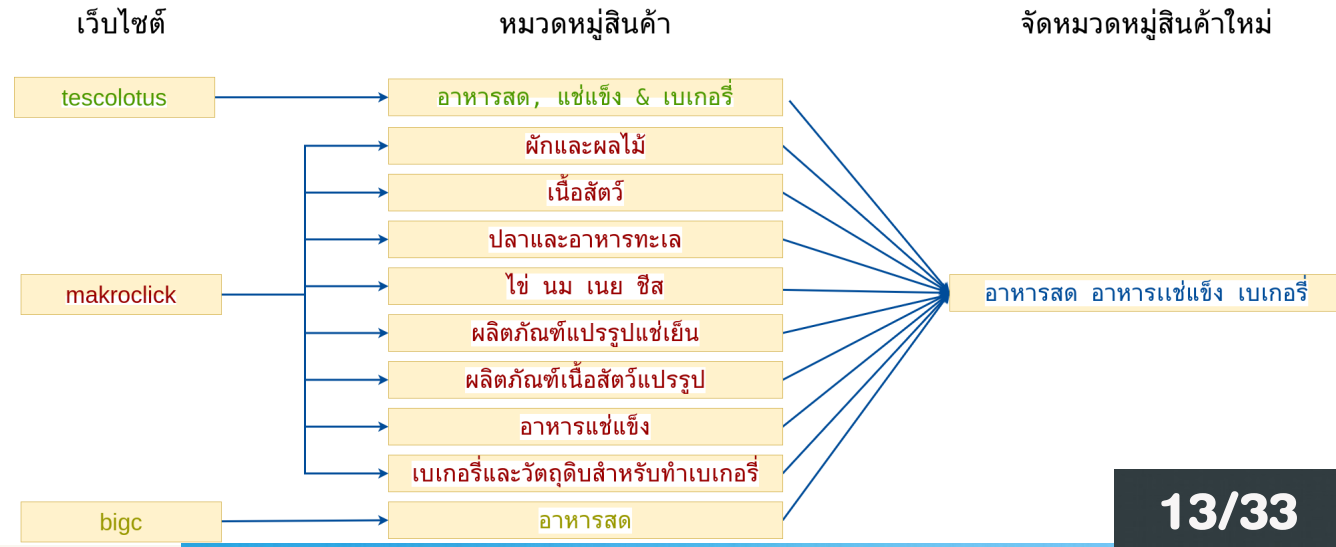 เว็บไซต์
หมวดหมู่สินค้า
จัดหมวดหมู่สินค้าใหม่
tescolotus
อาหารสด, แช่แข็ง & เบเกอรี่
ผักและผลไม้
เนื้อสัตว์
ปลาและอาหารทะเล
makroclick
ไข่ นม เนย ชีส
อาหารสด อาหารแช่แข็ง เบเกอรี่
ผลิตภัณฑ์แปรรูปแช่เย็น
ผลิตภัณฑ์เนื้อสัตว์แปรรูป
อาหารแช่แข็ง
เบเกอรี่และวัตถุดิบสำหรับทำเบเกอรี่
bigc
อาหารสด
13/33